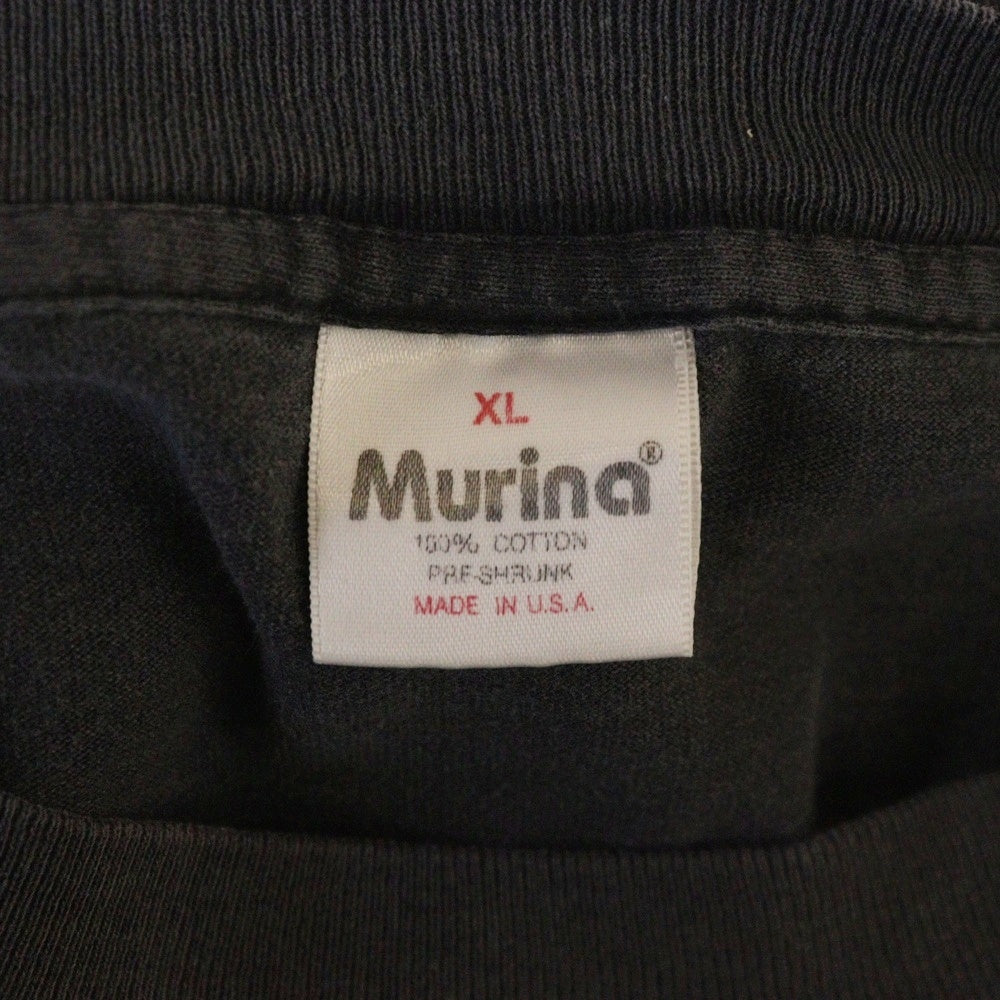 XL
Murina®
100% COTTON
PRE-SHRUNK
MADE IN U.S.A.